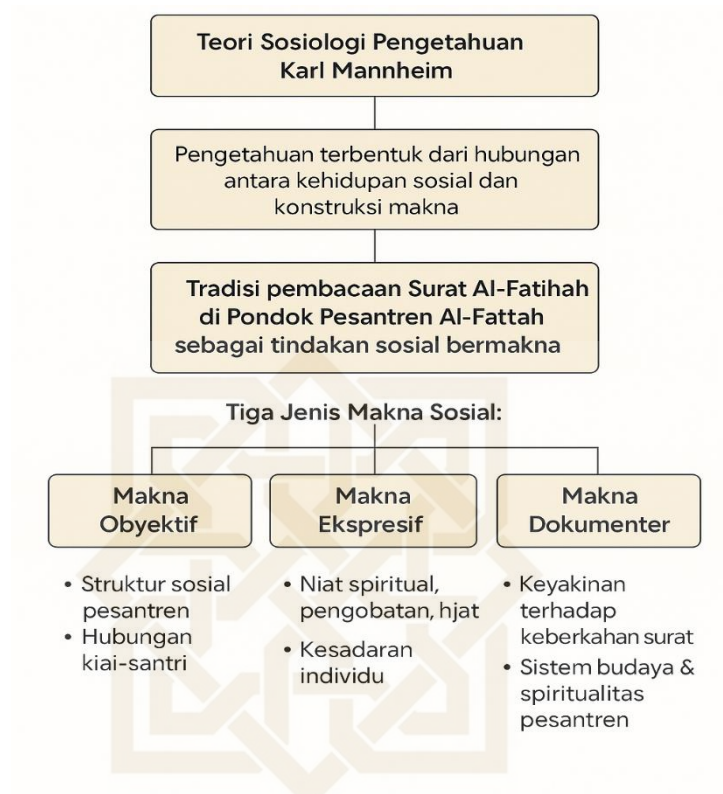 Teori Sosiologi Pengetahuan
Karl Mannheim
Pengetahuan terbentuk dari hubungan
antara kehidupan sosial dan
konstruksi makna
Tradisi pembacaan Surat Al-Fatihah
di Pondok Pesantren Al-Fattah
sebagai tindakan sosial bermakna
Tiga Jenis Makna Sosial:
Makna
Obyektif
• Struktur sosial
pesantren
• Hubungan
kiai-santri
Makna
Ekspresif
• Niat spiritual,
pengobatan, hjat
• Kesadaran
individu
Makna
Dokumenter
• Keyakinan
terhadap
keberkahan surat
• Sistem budaya &
spiritualitas
pesantren